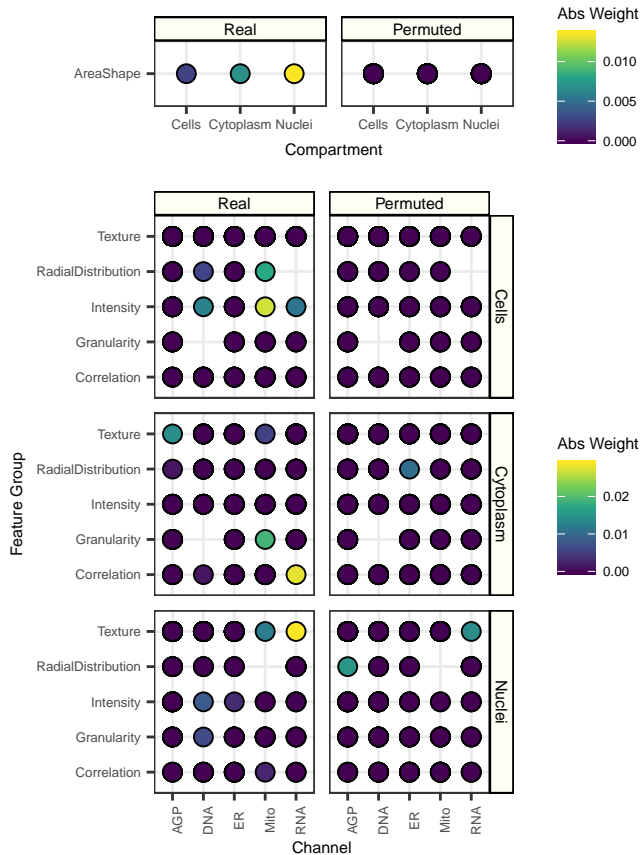 Real Permuted
AreaShape
Cells Cytoplasm Nuclei Cells Cytoplasm Nuclei
Compartment
Abs Weight
0.010
0.005
0.000
Real Permuted
Feature Group
Texture
RadialDistribution
Intensity
Granularity
Correlation
Cells
Texture
RadialDistribution
Intensity
Granularity
Correlation
Cytoplasm
Texture
RadialDistribution
Intensity
Granularity
Correlation
Nuclei
AGP DNA ER Mito RNA AGP DNA ER Mito RNA
Channel
Abs Weight
0.02
0.01
0.00